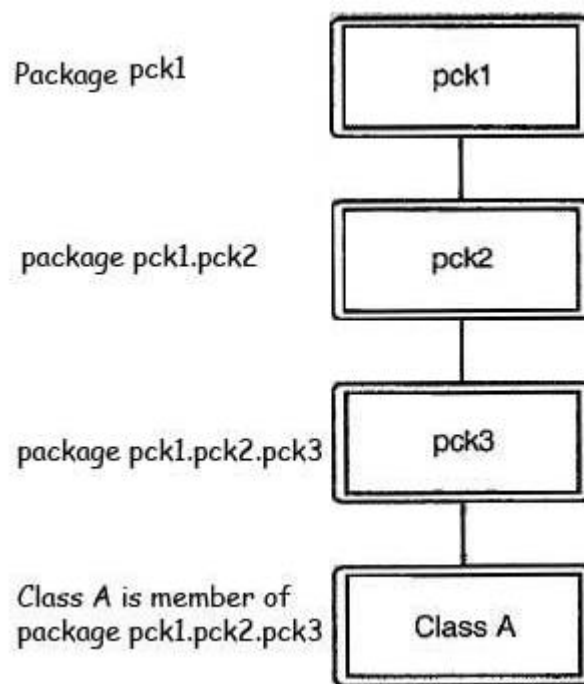 Package pck1
pck1
package pck1.pck2
pck2
package pck1.pck2.pck3
pck3
Class A is member of
package pck1.pck2.pck3
Class A